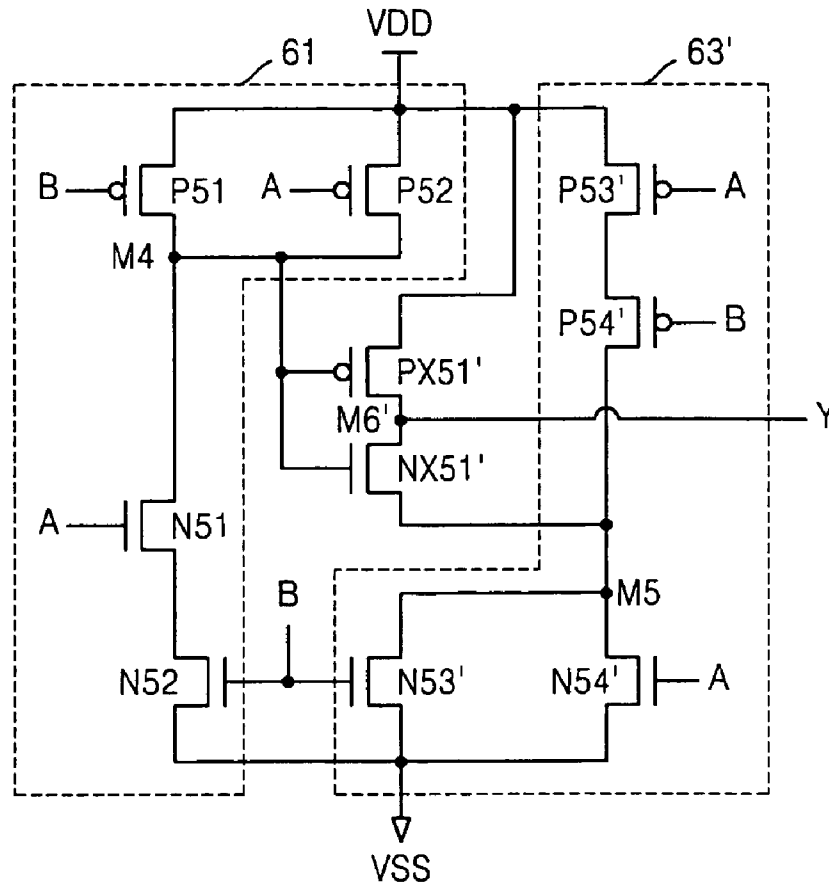 VDD
61
63'
B
P51
A
P52
P53'
A
M4
P54'
B
PX51'
M6'
Y
NX51'
A
N51
B
M5
N52
N53'
N54'
A
VSS